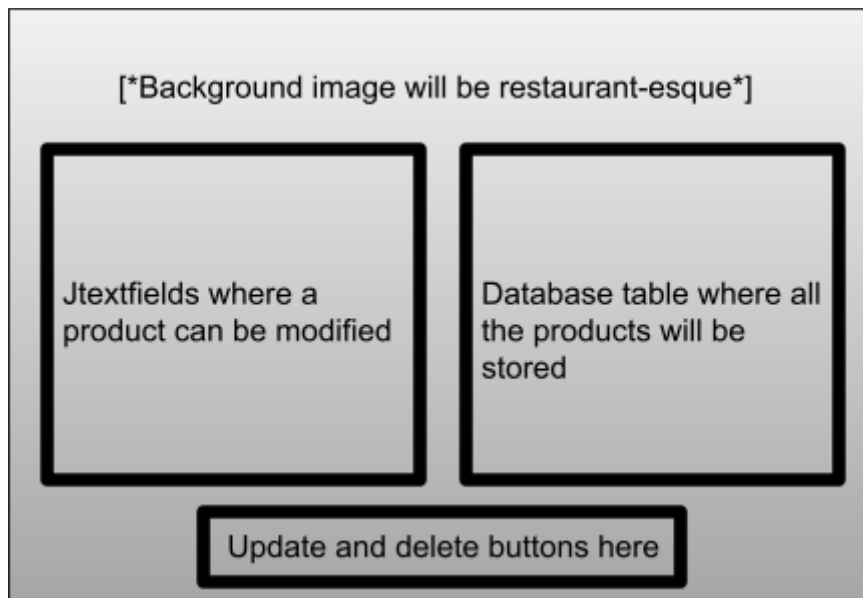 [*Background image will be restaurant-esque*]
Jtextfields where a
product can be modified
Database table where all
the products will be
stored
Update and delete buttons here